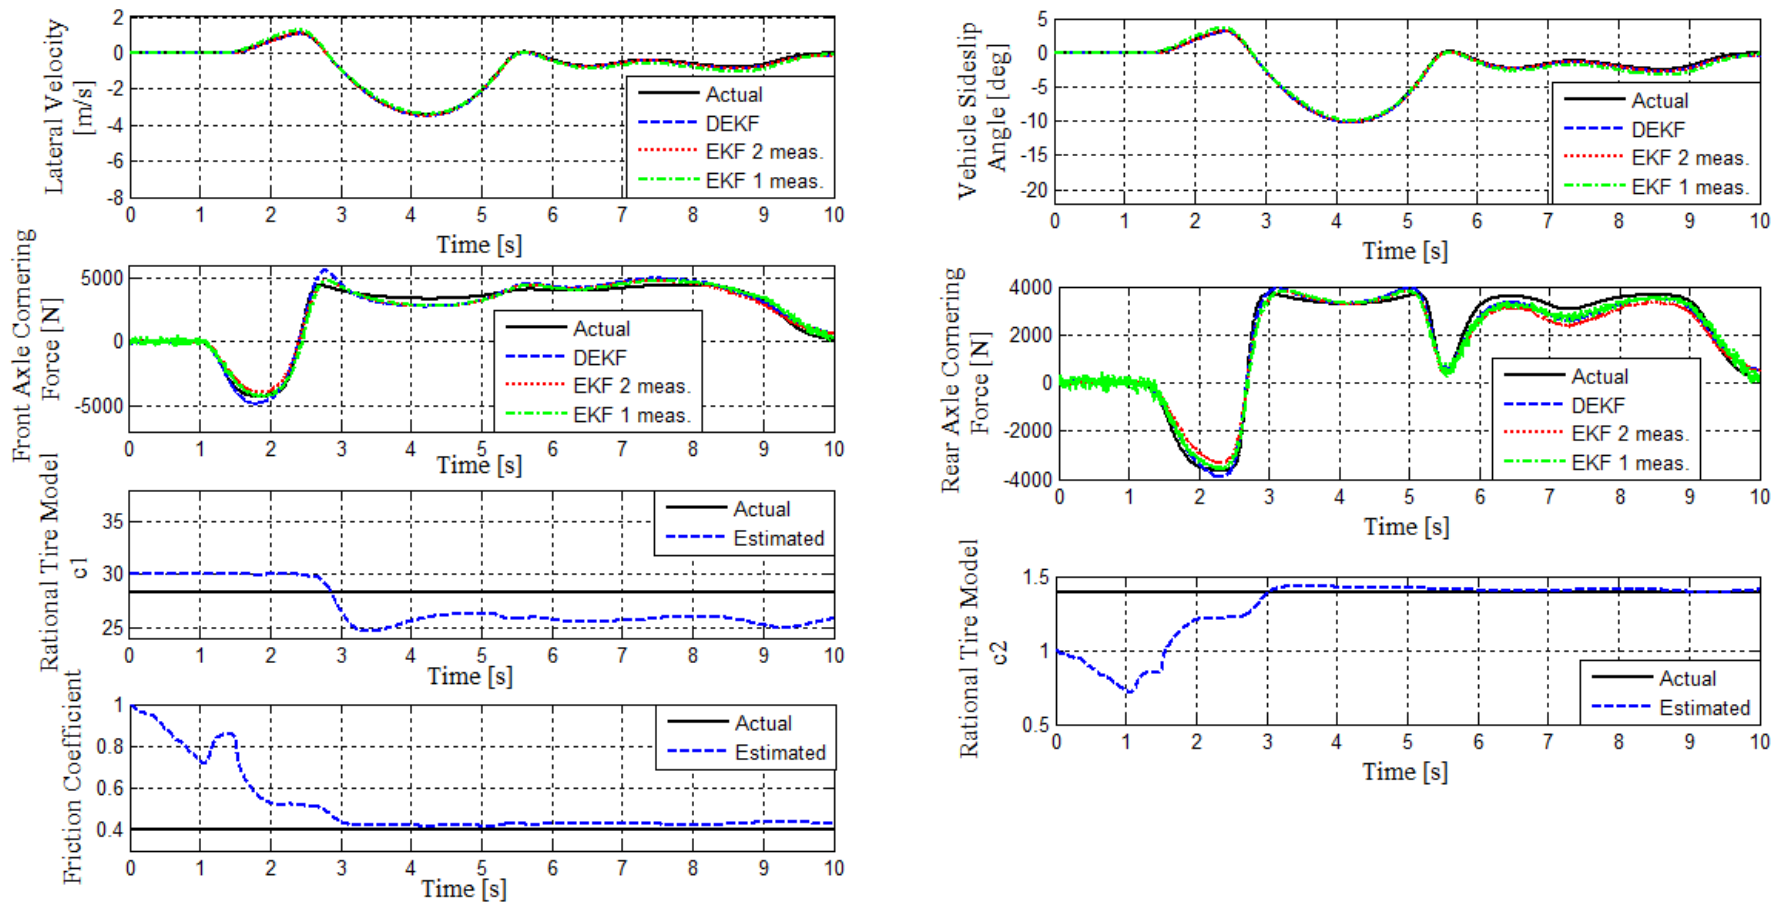 Lateral Velocity
[m/s]
2
0
-2
-4
-6
-8
Actual
DEKF
EKF 2 meas.
EKF 1 meas.
0 1 2 3 4 5 6 7 8 9 10
Time [s]
Vehicle Sideslip
Angle [deg]
5
0
-5
-10
-15
-20
Actual
DEKF
EKF 2 meas.
EKF 1 meas.
0 1 2 3 4 5 6 7 8 9 10
Time [s]
Front Axle Cornering
Force [N]
5000
0
-5000
Actual
DEKF
EKF 2 meas.
EKF 1 meas.
0 1 2 3 4 5 6 7 8 9 10
Time [s]
Rear Axle Cornering
Force [N]
4000
2000
0
-2000
-4000
Actual
DEKF
EKF 2 meas.
EKF 1 meas.
0 1 2 3 4 5 6 7 8 9 10
Time [s]
Rational Tire Model
c1
35
30
25
Actual
Estimated
0 1 2 3 4 5 6 7 8 9 10
Time [s]
Rational Tire Model
c2
1.5
1
0.5
Actual
Estimated
0 1 2 3 4 5 6 7 8 9 10
Time [s]
Friction Coefficient
1
0.8
0.6
0.4
Actual
Estimated
0 1 2 3 4 5 6 7 8 9 10
Time [s]